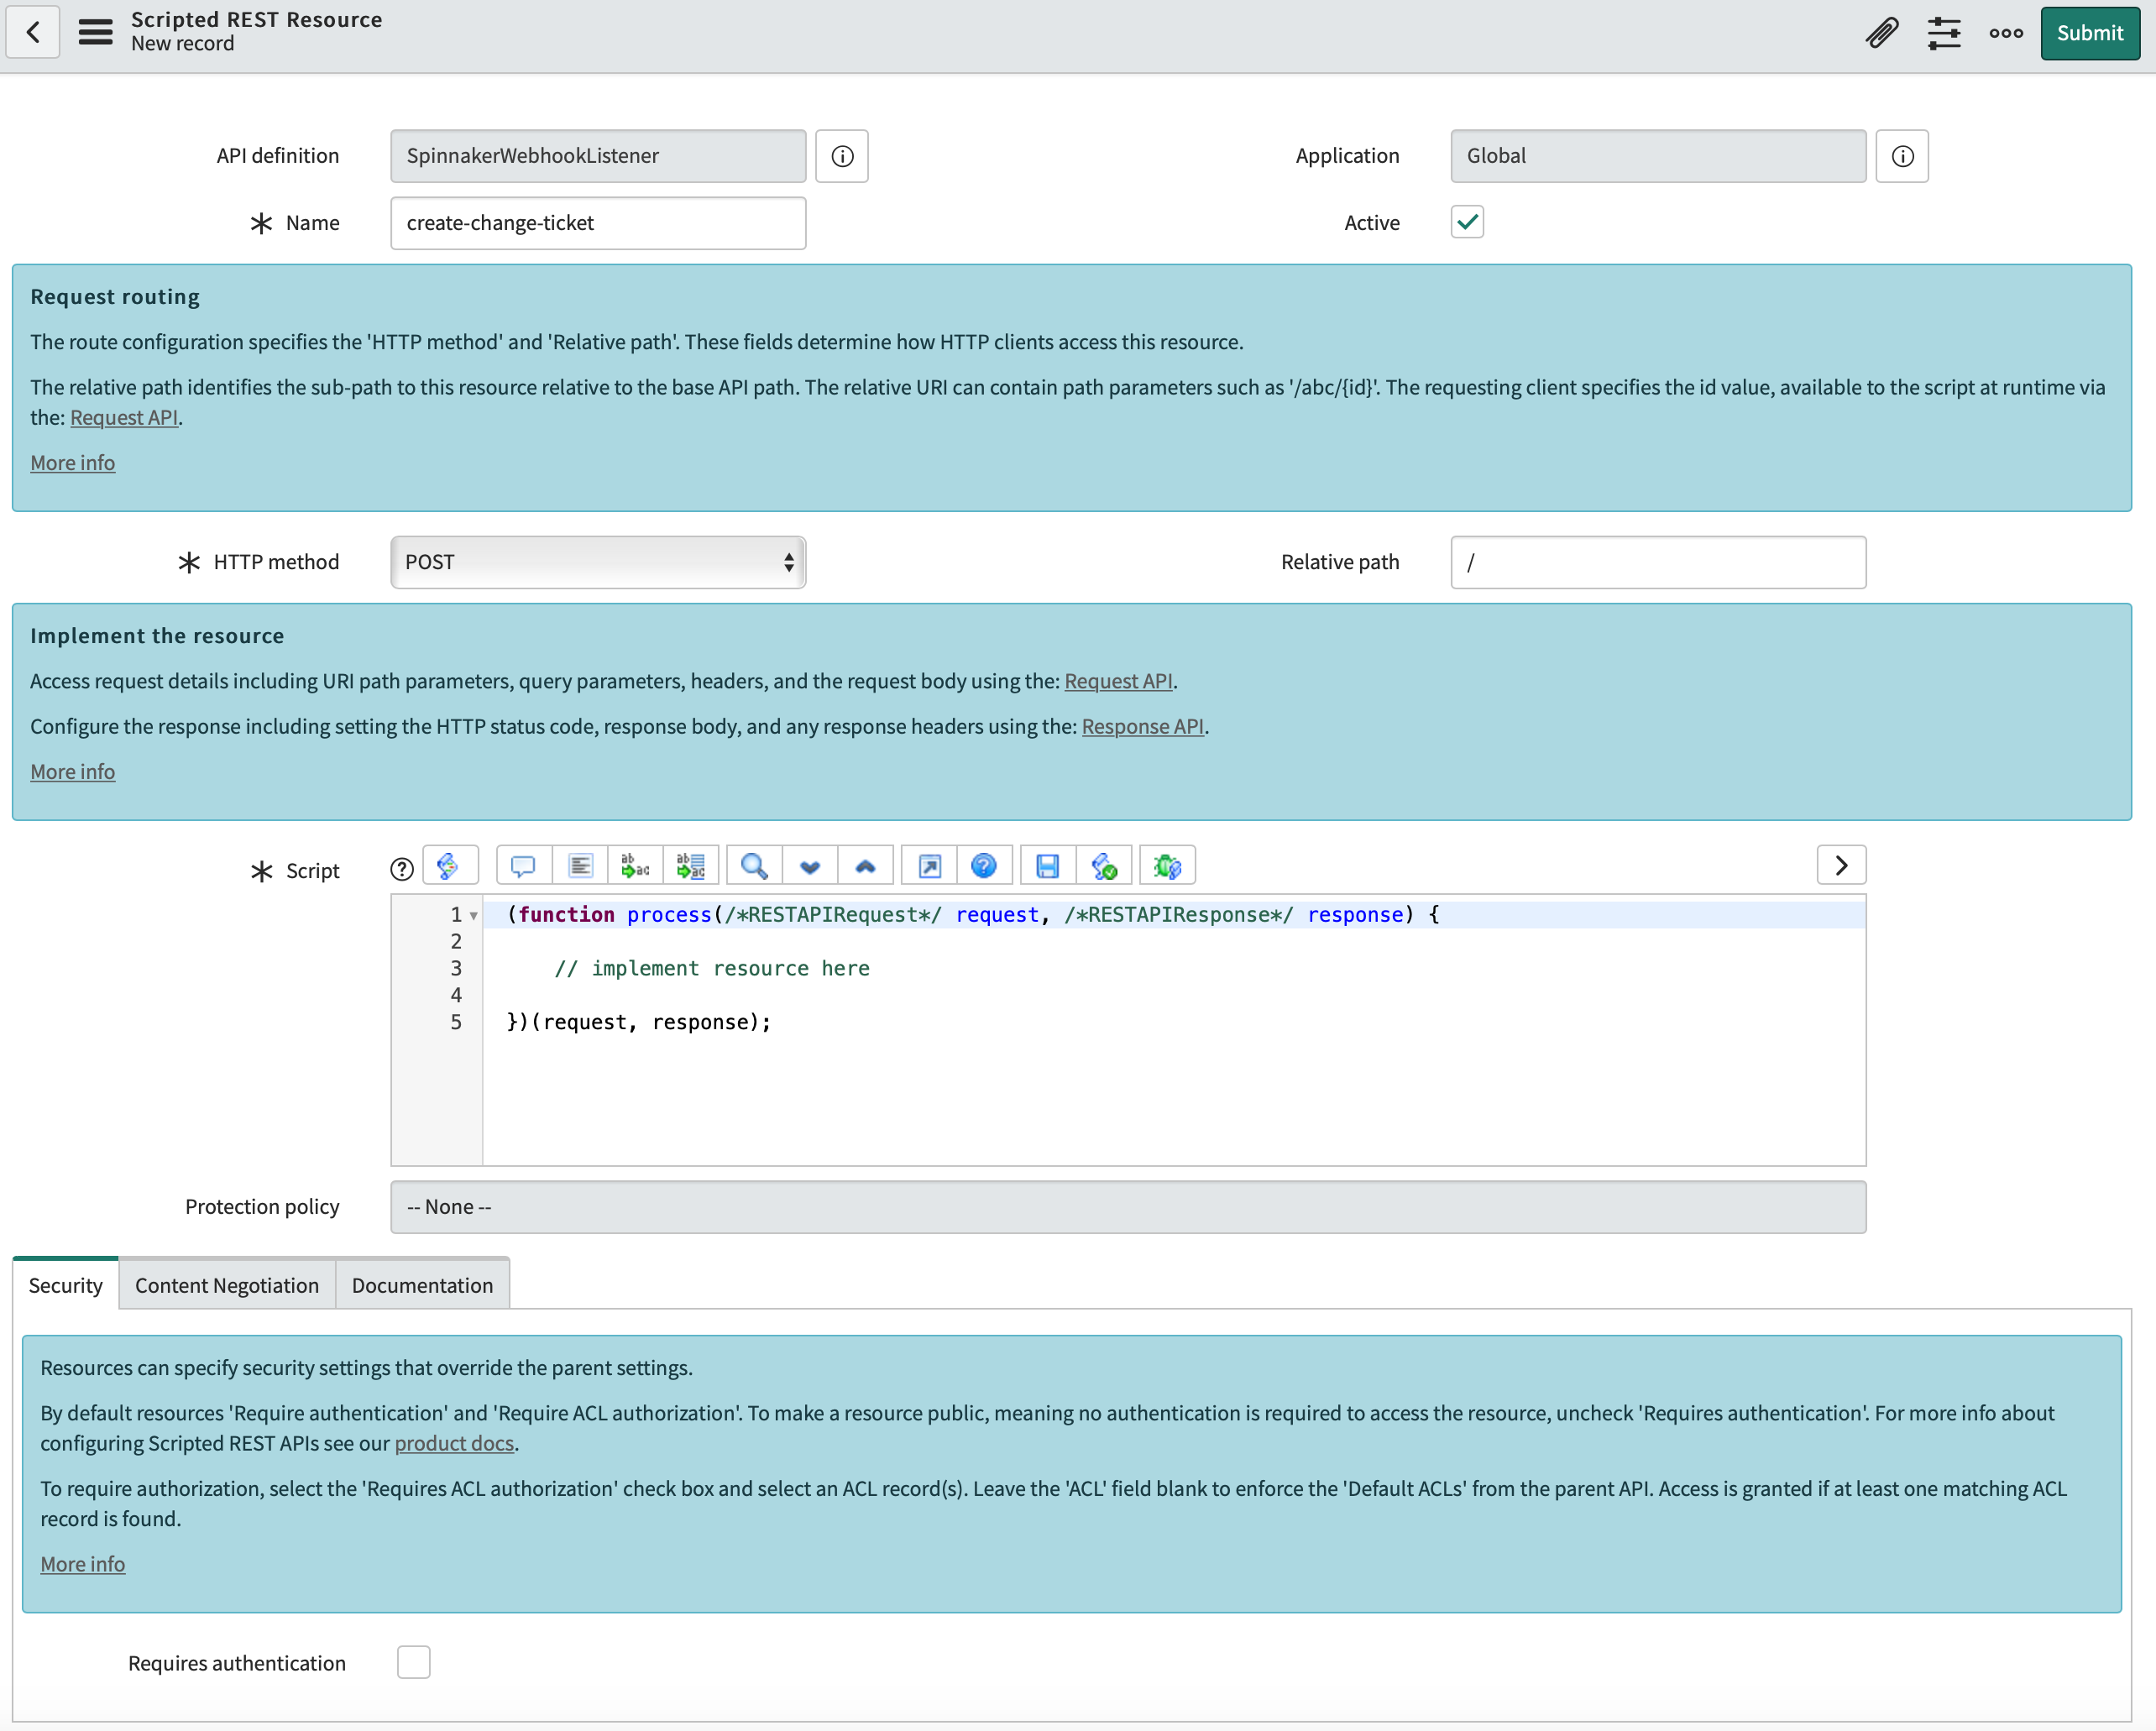 Scripted REST Resource
New record
Submit
API definition
SpinnakerWebhookListener
Application
Global
Name
create-change-ticket
Active
Request routing
The route configuration specifies the 'HTTP method' and 'Relative path'. These fields determine how HTTP clients access this resource.
The relative path identifies the sub-path to this resource relative to the base API path. The relative URI can contain path parameters such as '/abc/{id}'. The requesting client specifies the id value, available to the script at runtime via
the: Request API.
More info
HTTP method
POST
Relative path
/
Implement the resource
Access request details including URI path parameters, query parameters, headers, and the request body using the: Request API.
Configure the response including setting the HTTP status code, response body, and any response headers using the: Response API.
More info
Script
1 (function process(/*RESTAPIRequest*/ request, /*RESTAPIResponse*/ response) {
2
3     // implement resource here
4
5 })(request, response);
Protection policy
-- None --
Security
Content Negotiation
Documentation
Resources can specify security settings that override the parent settings.
By default resources 'Require authentication' and 'Require ACL authorization'. To make a resource public, meaning no authentication is required to access the resource, uncheck 'Requires authentication'. For more info about
configuring Scripted REST APIs see our product docs.
To require authorization, select the 'Requires ACL authorization' check box and select an ACL record(s). Leave the 'ACL' field blank to enforce the 'Default ACLs' from the parent API. Access is granted if at least one matching ACL
record is found.
More info
Requires authentication